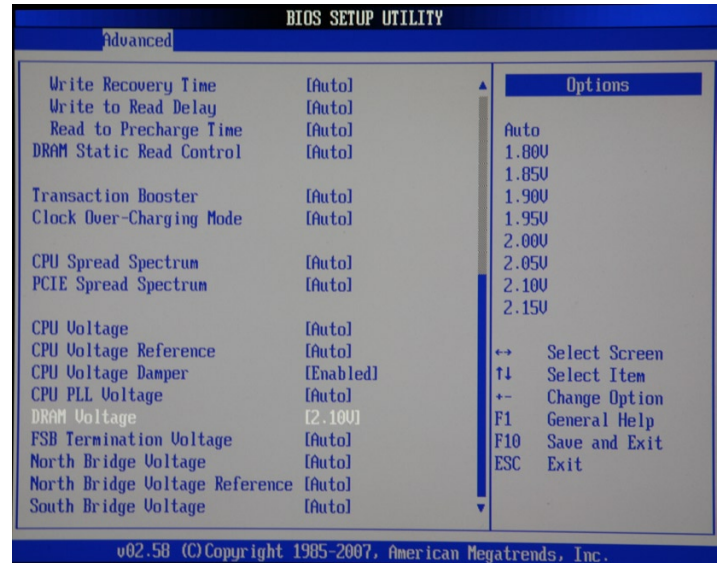 BIOS SETUP UTILITY
Advanced
Write Recovery Time [Auto]
Write to Read Delay [Auto]
Read to Precharge Time [Auto]
DRAM Static Read Control [Auto]
Transaction Booster [Auto]
Clock Over-Charging Mode [Auto]
CPU Spread Spectrum [Auto]
PCIE Spread Spectrum [Auto]
CPU Voltage [Auto]
CPU Voltage Reference [Auto]
CPU Voltage Damper [Enabled]
CPU PLL Voltage [Auto]
DRAM Voltage [2.10V]
FSB Termination Voltage [Auto]
North Bridge Voltage [Auto]
North Bridge Voltage Reference [Auto]
South Bridge Voltage [Auto]
Options
Auto
1.80V
1.85V
1.90V
1.95V
2.00V
2.05V
2.10V
2.15V
↔ Select Screen
↑↓ Select Item
+- Change Option
F1 General Help
F10 Save and Exit
ESC Exit
v02.58 (C)Copyright 1985-2007, American Megatrends, Inc.